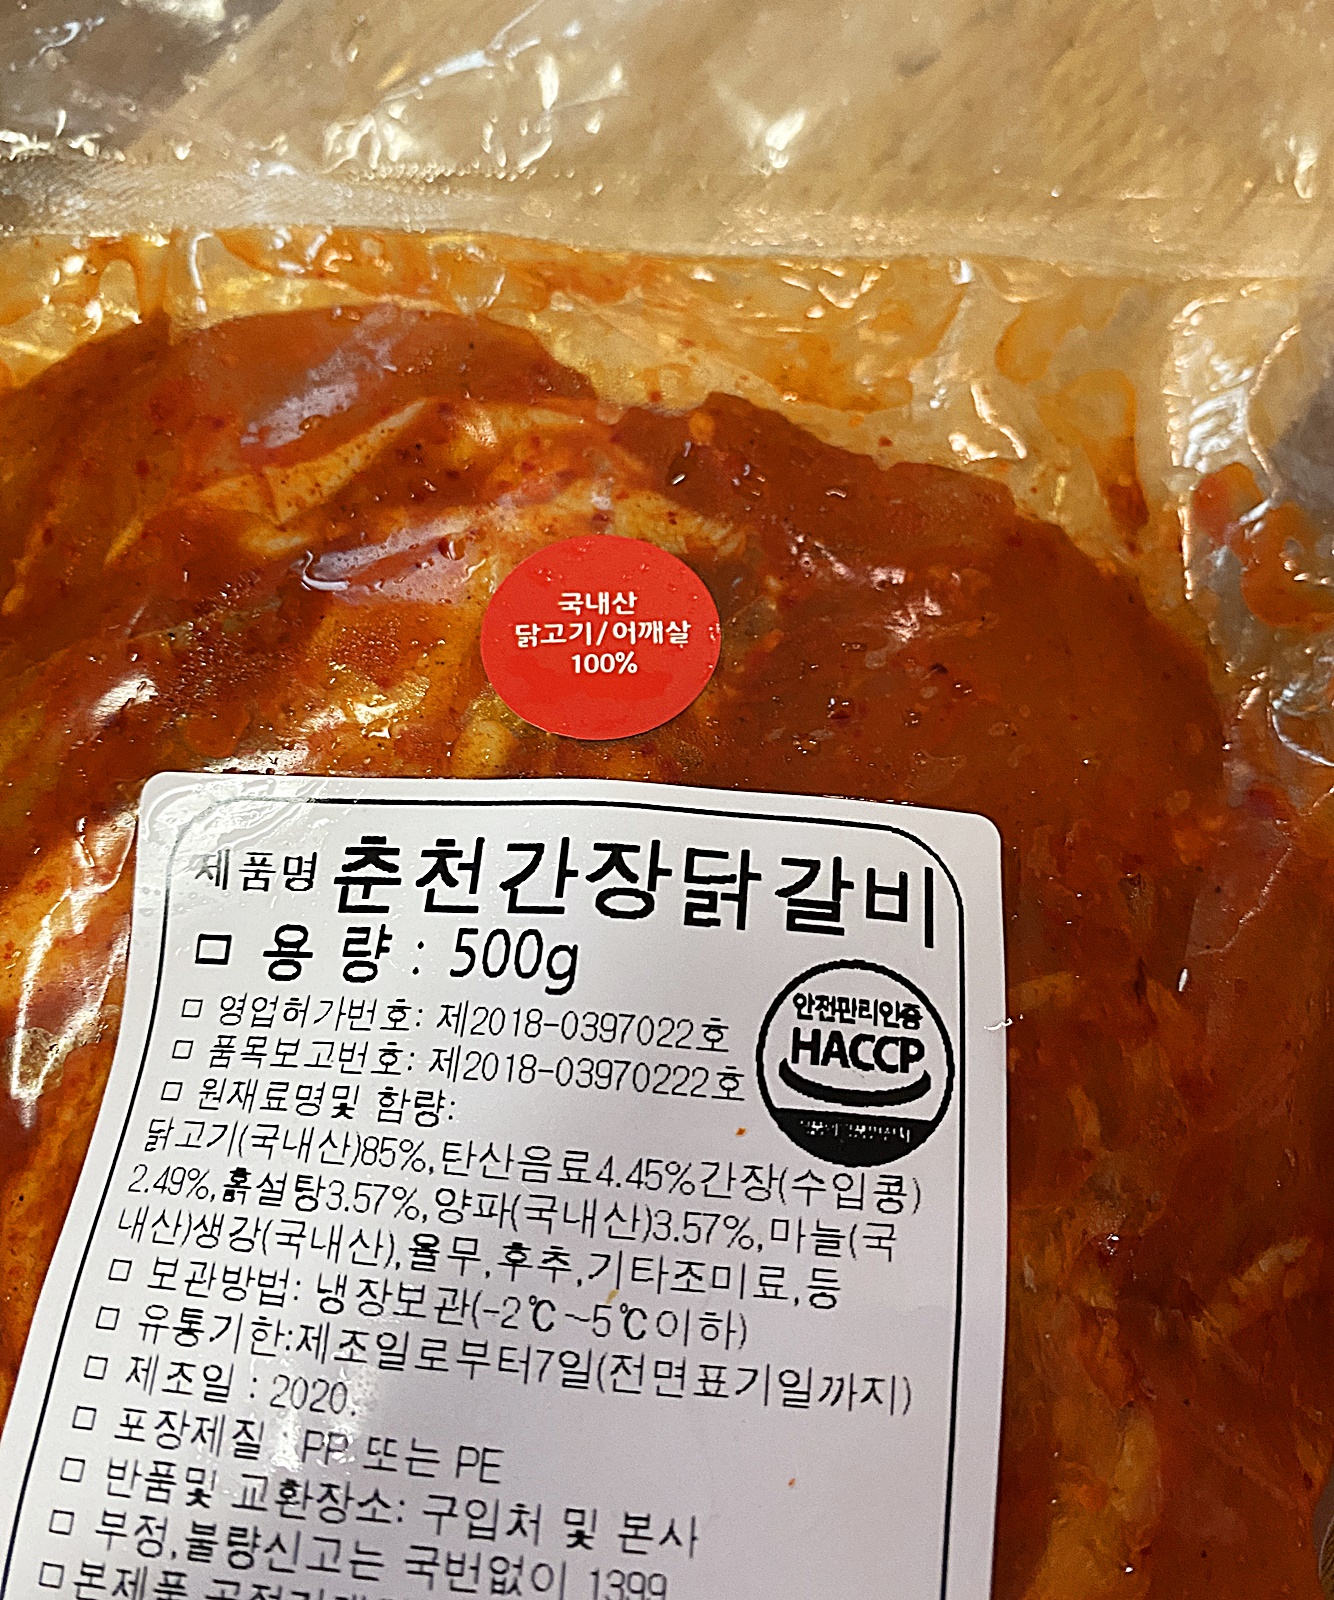 국내산
닭고기/어깨살
100%
제품명 춘천간장닭갈비
□ 용 량 : 500g
안전관리인증
HACCP
□ 영업허가번호: 제2018-0397022호
□ 품목보고번호: 제2018-03970222호
□ 원재료명및 함량:
닭고기(국내산)85%,탄산음료4.45%간장(수입콩)
2.49%,흙설탕3.57%,양파(국내산)3.57%,마늘(국
내산)생강(국내산),율무,후추,기타조미료,등
□ 보관방법: 냉장보관(-2℃~5℃이하)
□ 유통기한:제조일로부터7일(전면표기일까지)
□ 제조일 : 2020.
□ 포장제질 : PP 또는 PE
□ 반품및 교환장소: 구입처 및 본사
□ 부정,불량신고는 국번없이 1399
□본제품